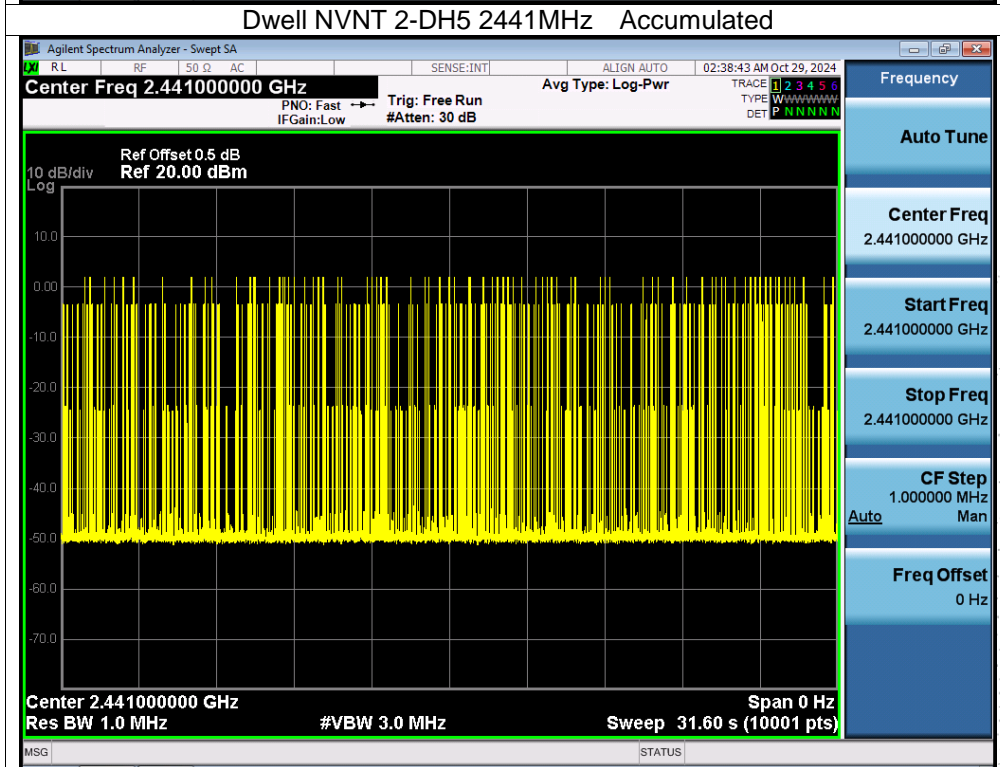 Dwell NVNT 2-DH5 2441MHz Accumulated
Agilent Spectrum Analyzer - Swept SA
LXI RL RF 50 Ω AC SENSE:INT ALIGN AUTO 02:38:43 AM Oct 29, 2024
Center Freq 2.441000000 GHz Avg Type: Log-Pwr TRACE 1 2 3 4 5 6
PNO: Fast Trig: Free Run TYPE WWWWWW
IFGain:Low #Atten: 30 dB DET P N N N N N
Frequency
Auto Tune
Center Freq
2.441000000 GHz
Start Freq
2.441000000 GHz
Stop Freq
2.441000000 GHz
CF Step
1.000000 MHz
Auto Man
Freq Offset
0 Hz
Ref Offset 0.5 dB
10 dB/div Ref 20.00 dBm
Log
10.0
0.00
-10.0
-20.0
-30.0
-40.0
-50.0
-60.0
-70.0
Center 2.441000000 GHz Span 0 Hz
Res BW 1.0 MHz #VBW 3.0 MHz Sweep 31.60 s (10001 pts)
MSG STATUS